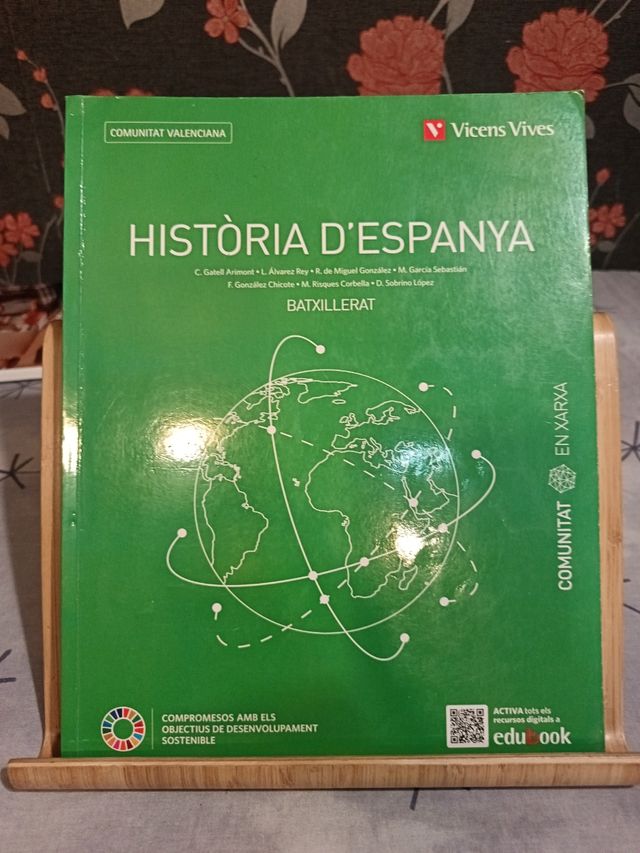 COMUNITAT VALENCIANA
Vicens Vives
HISTÒRIA D'ESPANYA
C. Gatell Arimont • L. Álvarez Rey • R. de Miguel González • M. García Sebastián
F. González Chicote • M. Risques Corbella • D. Sobrino López
BATXILLERAT
COMUNITAT EN XARXA
COMPROMESOS AMB ELS
OBJECTIUS DE DESENVOLUPAMENT
SOSTENIBLE
ACTIVA tots els
recursos digitals a
edubook